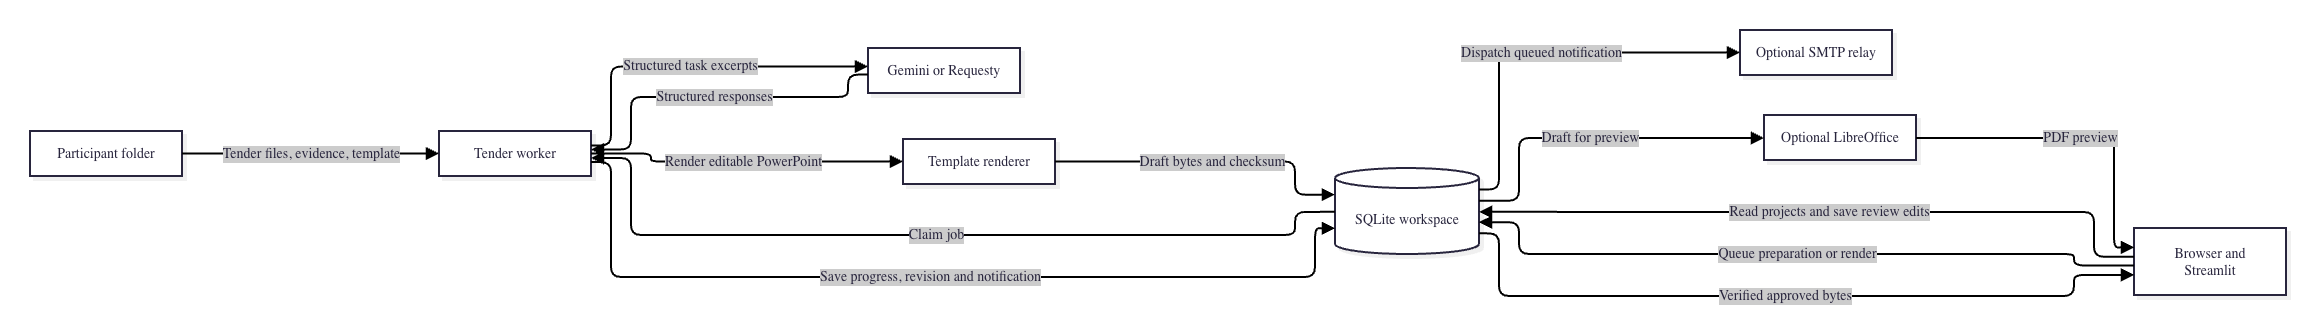 Dispatch queued notification
Optional SMTP relay
Structured task excerpts
Gemini or Requesty
Structured responses
Draft for preview
Optional LibreOffice
PDF preview
Participant folder
Tender files, evidence, template
Tender worker
Render editable PowerPoint
Template renderer
Draft bytes and checksum
SQLite workspace
Read projects and save review edits
Claim job
Queue preparation or render
Browser and
Streamlit
Save progress, revision and notification
Verified approved bytes